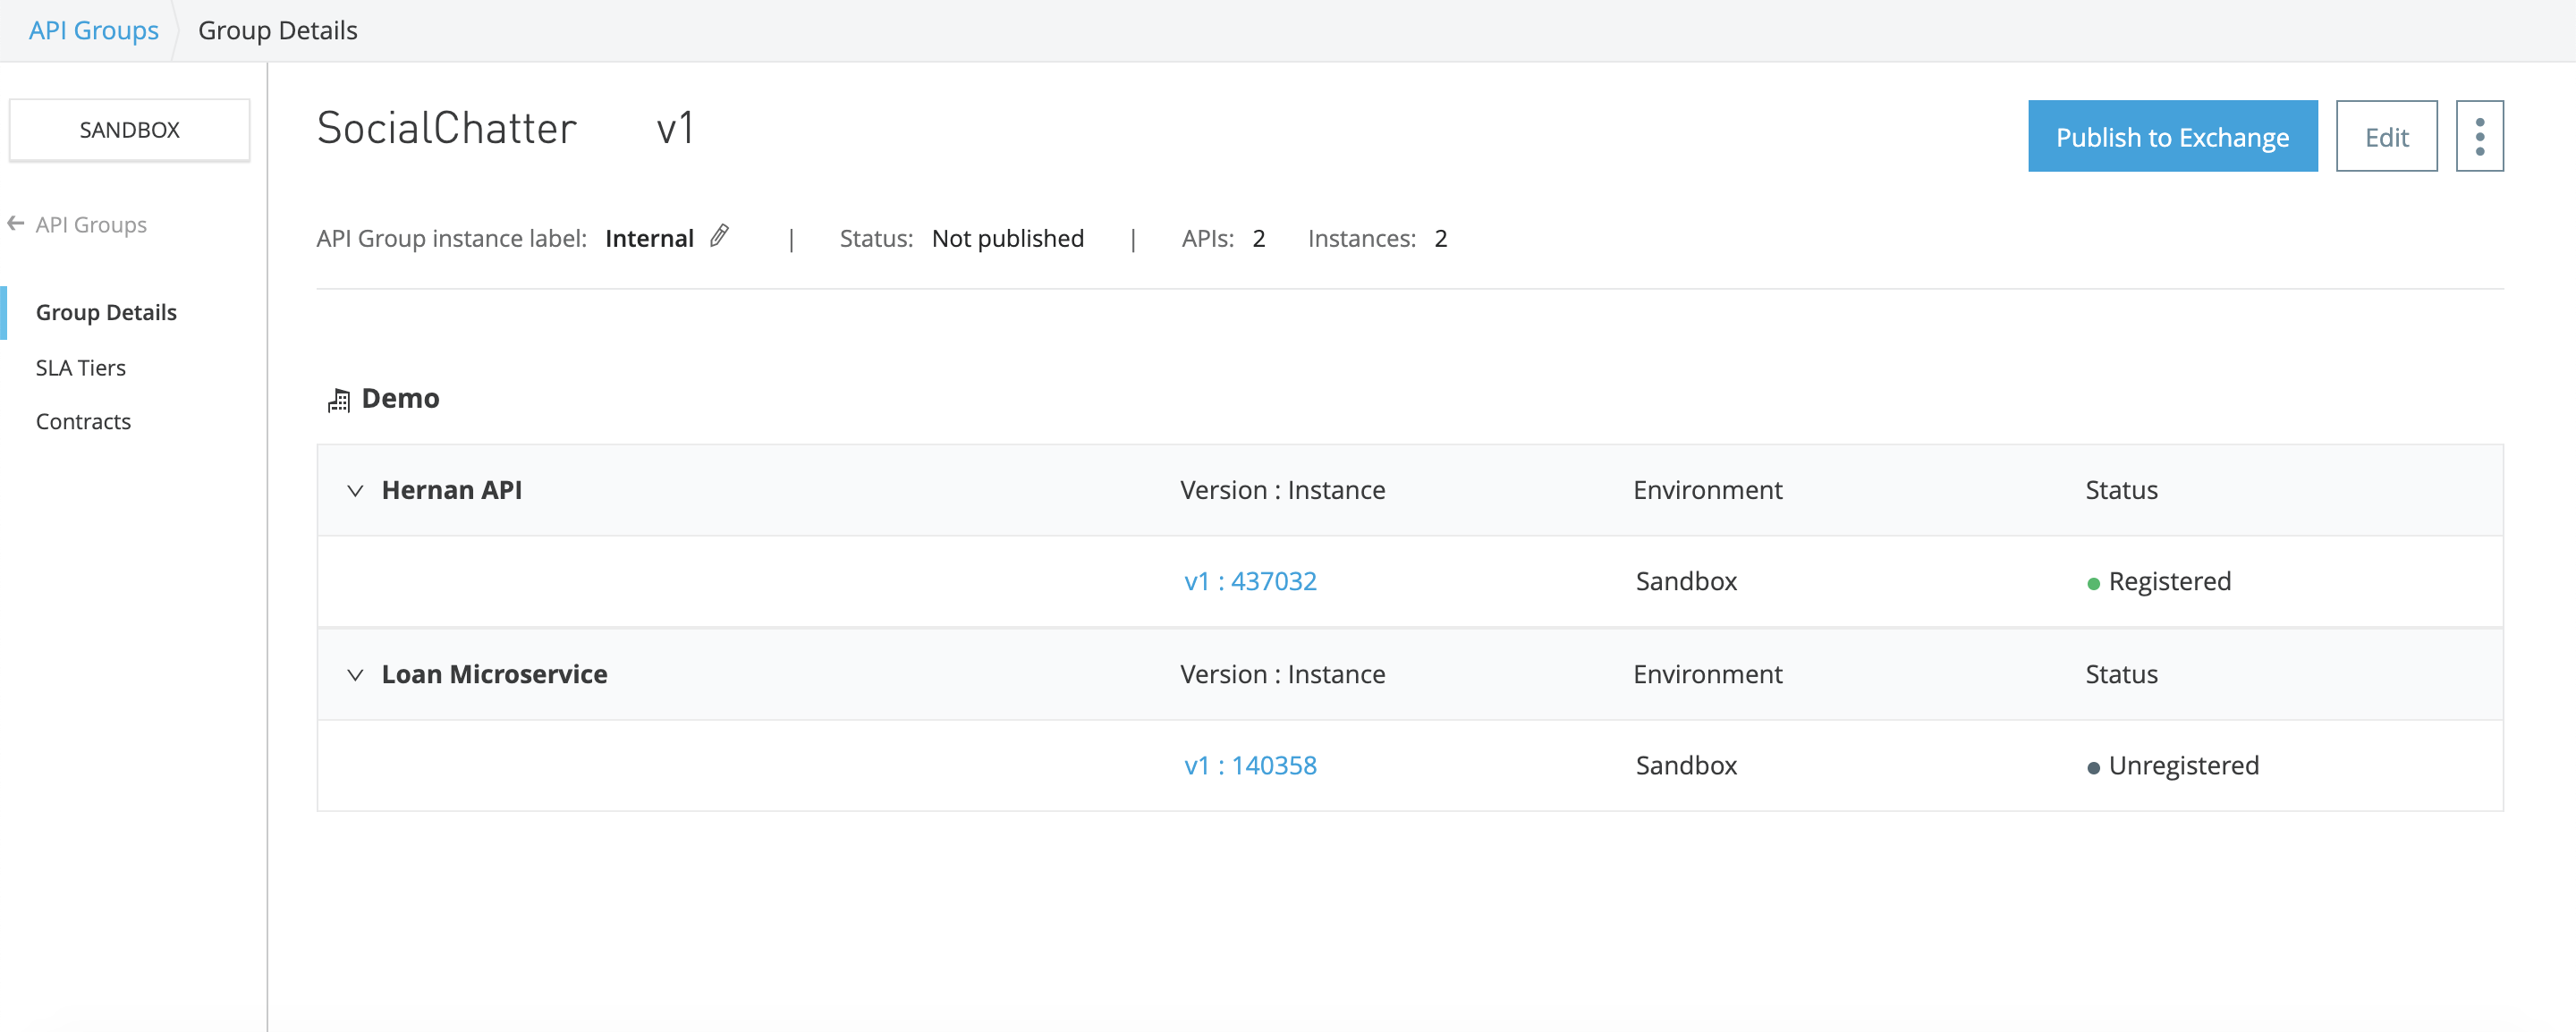 API Groups Group Details
SANDBOX
API Groups
Group Details
SLA Tiers
Contracts
SocialChatter v1
Publish to Exchange Edit
API Group instance label: Internal | Status: Not published | APIs: 2 Instances: 2
Demo
Hernan API Version : Instance Environment Status
v1 : 437032 Sandbox Registered
Loan Microservice Version : Instance Environment Status
v1 : 140358 Sandbox Unregistered